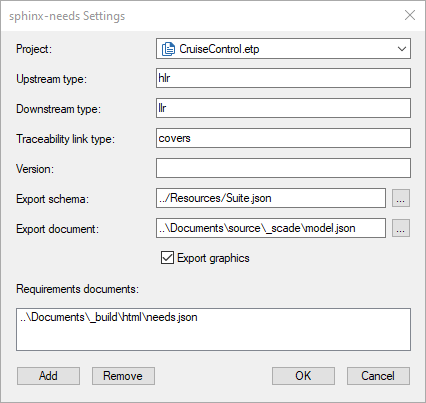 sphinx-needs Settings
Project: CruiseControl.etp
Upstream type: hlr
Downstream type: llr
Traceability link type: covers
Version:
Export schema: ../Resources/Suite.json ...
Export document: ..\Documents\source\_scade\model.json ...
Export graphics
Requirements documents:
..\Documents\_build\html\needs.json
Add Remove OK Cancel